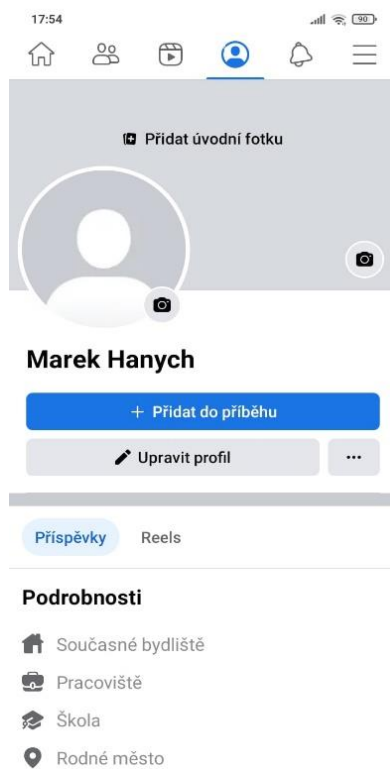 17:54
90
Přidat úvodní fotku
Marek Hanych
+ Přidat do příběhu
Upravit profil
...
Příspěvky Reels
Podrobnosti
Současné bydliště
Pracoviště
Škola
Rodné město